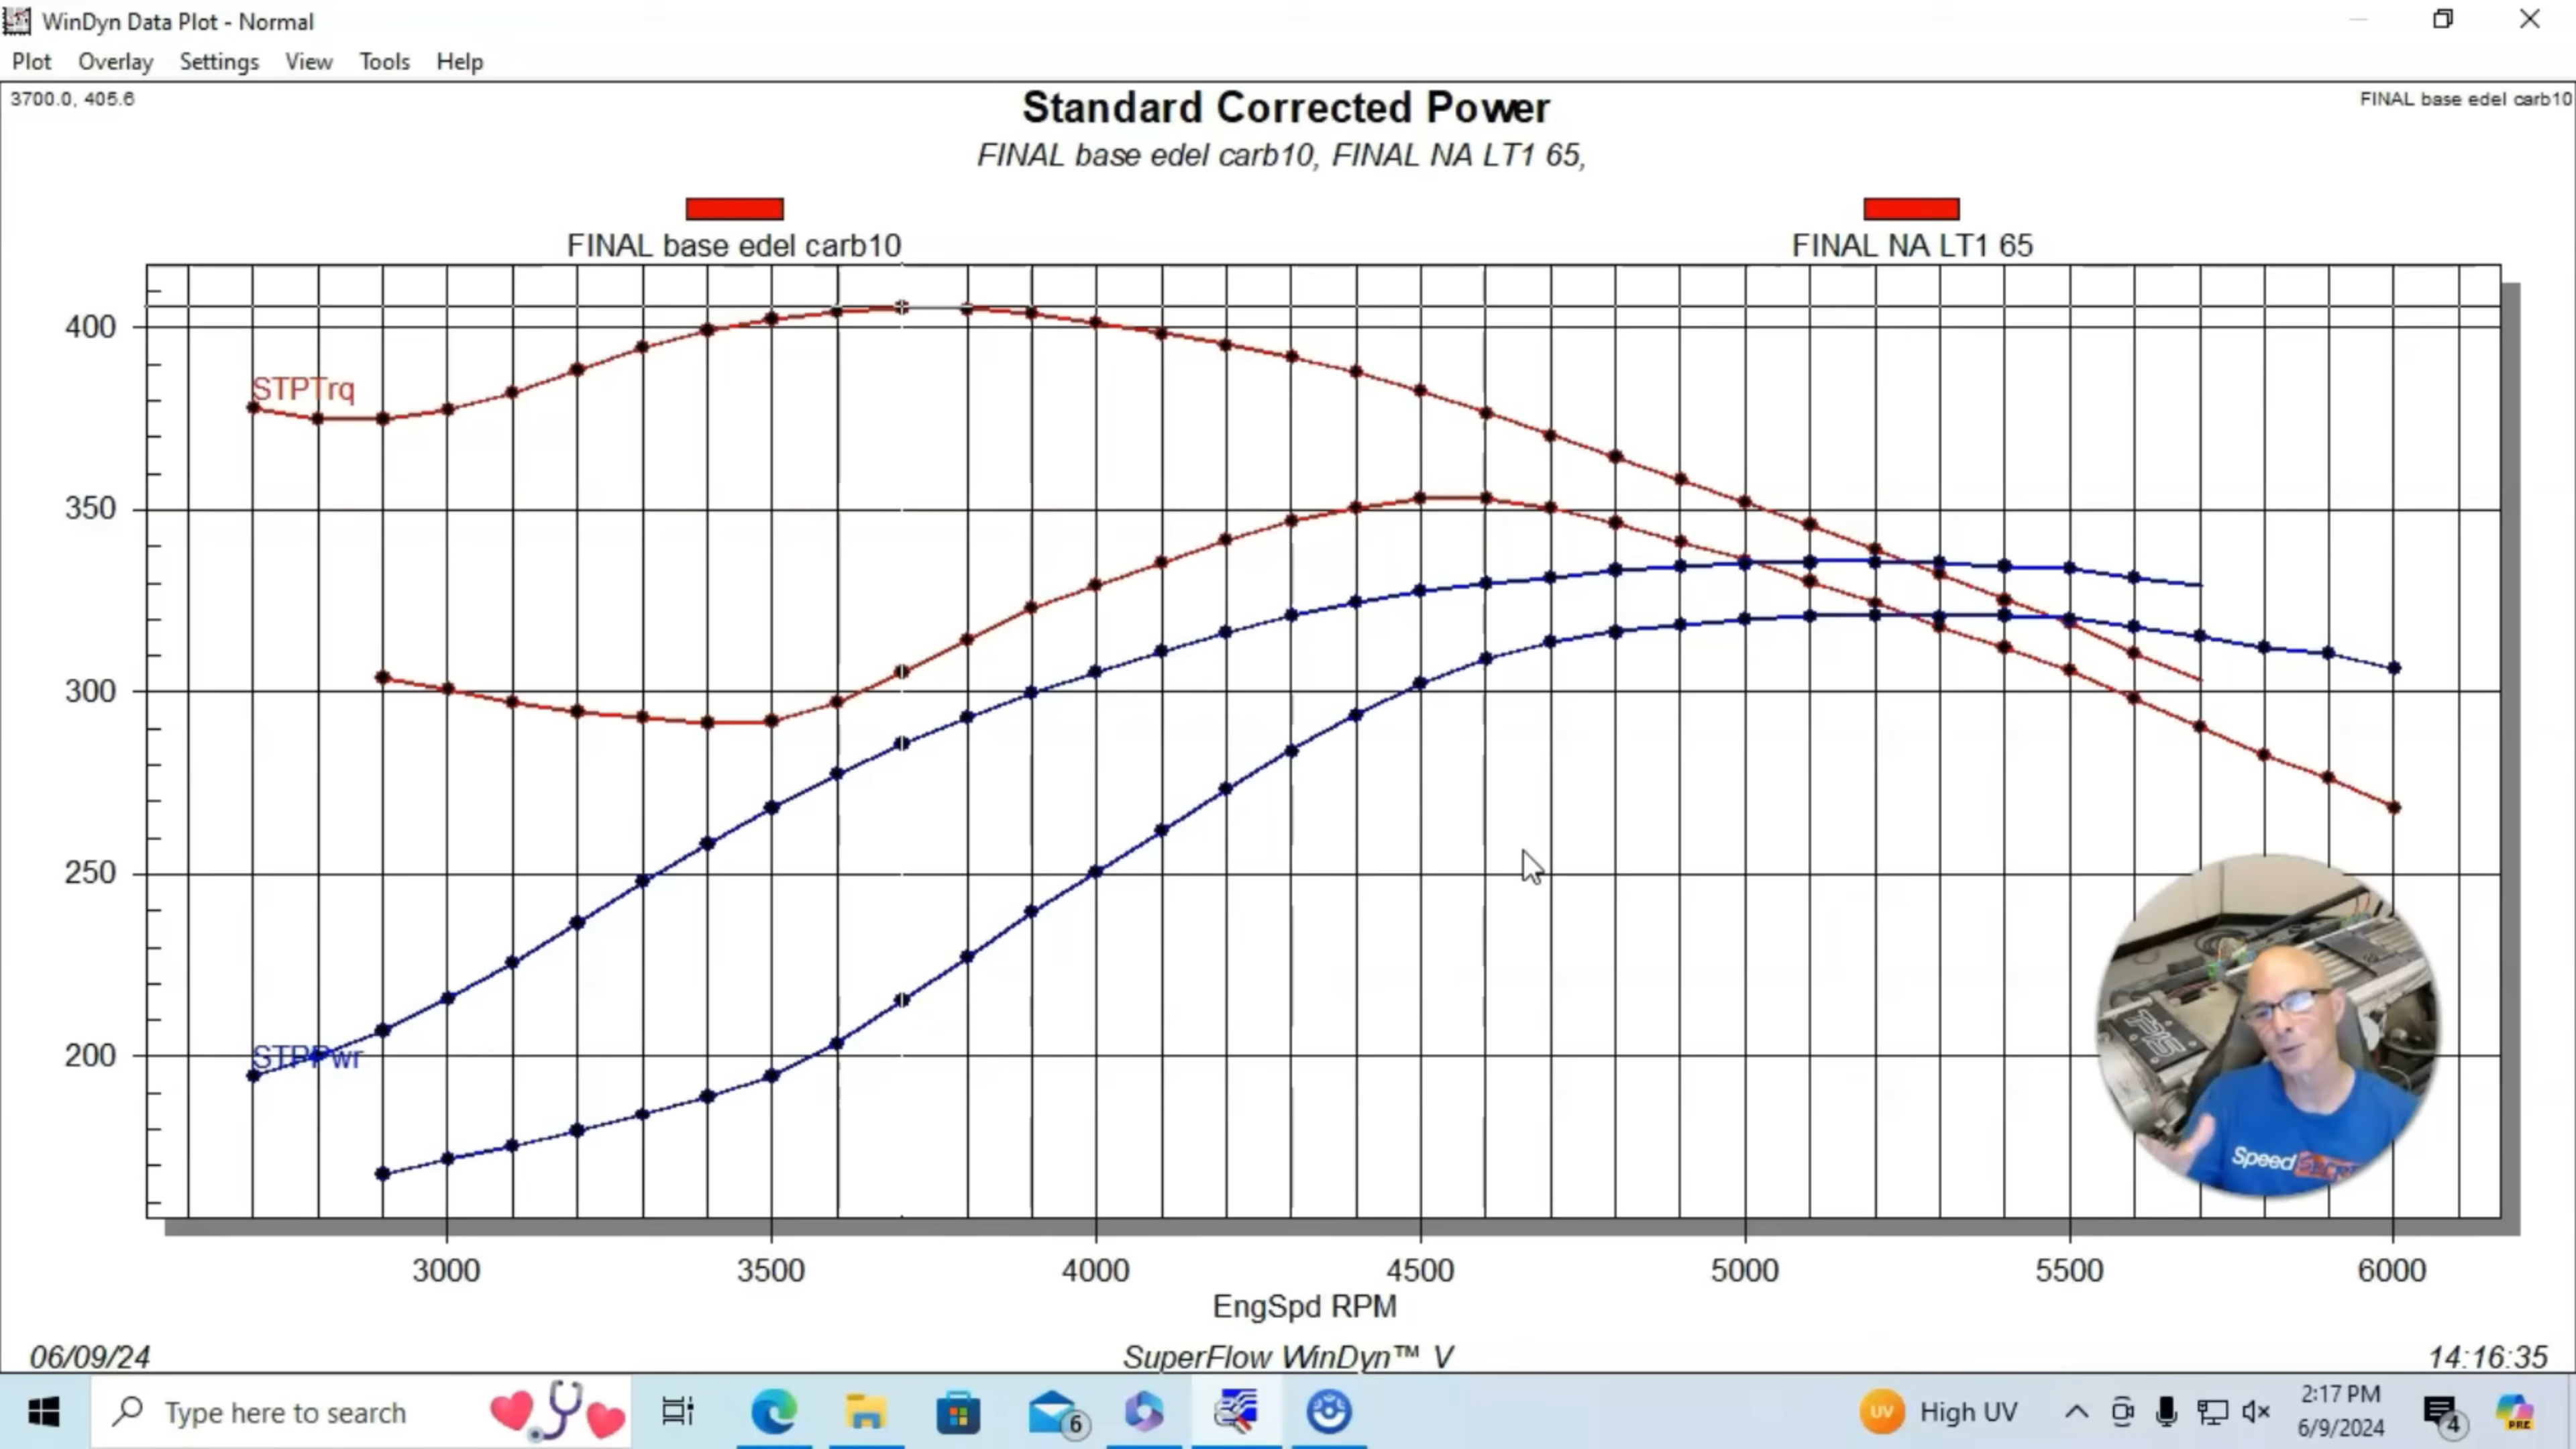 WinDyn Data Plot - Normal
Plot Overlay Settings View Tools Help
3700.0, 405.6
FINAL base edel carb10
Standard Corrected Power
FINAL base edel carb10, FINAL NA LT1 65,
FINAL base edel carb10
FINAL NA LT1 65
400
350
300
250
200
STPTrq
STPPwr
3000 3500 4000 4500 5000 5500 6000
EngSpd RPM
06/09/24
SuperFlow WinDyn™ V
14:16:35
Speed
Type here to search
6
UV
High UV
2:17 PM
6/9/2024
4
PRE